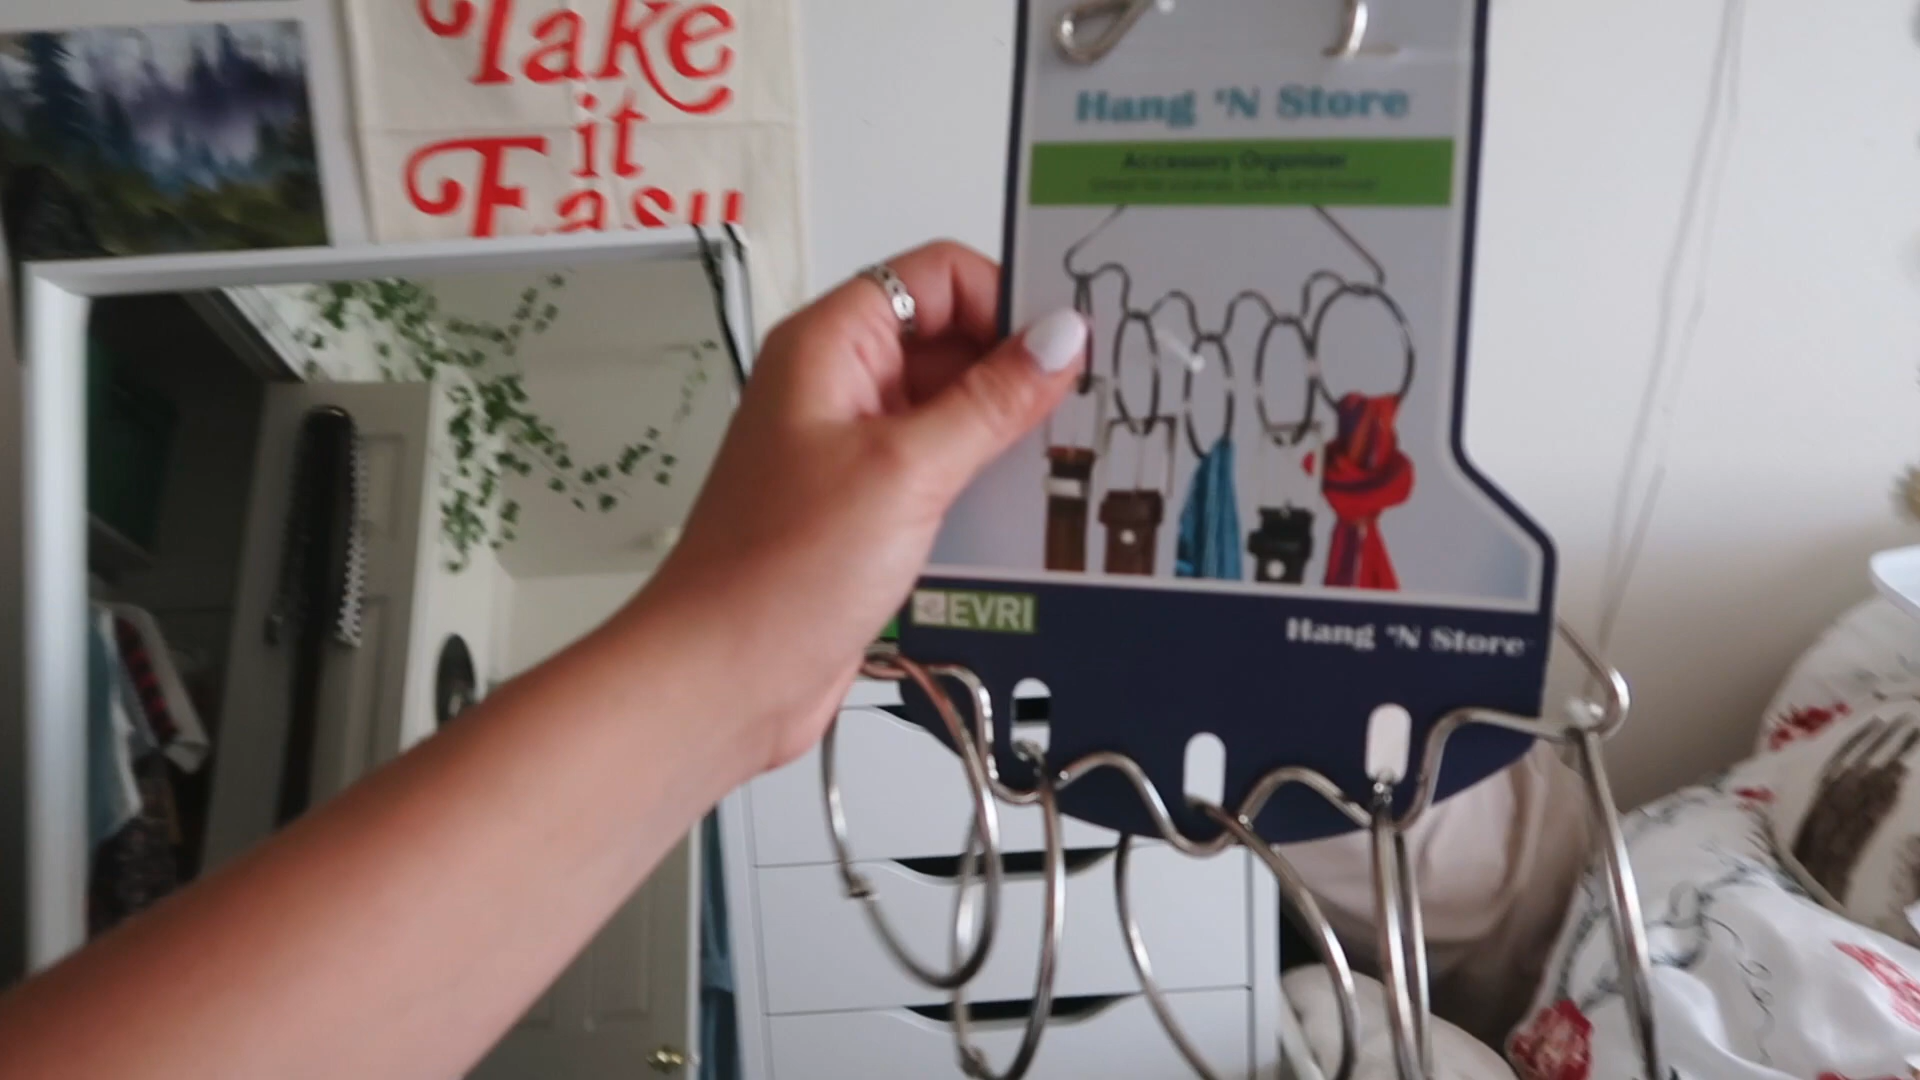 Take
it
Easy
Hang 'N Store
Accessory Organizer
EVRI
Hang 'N Store